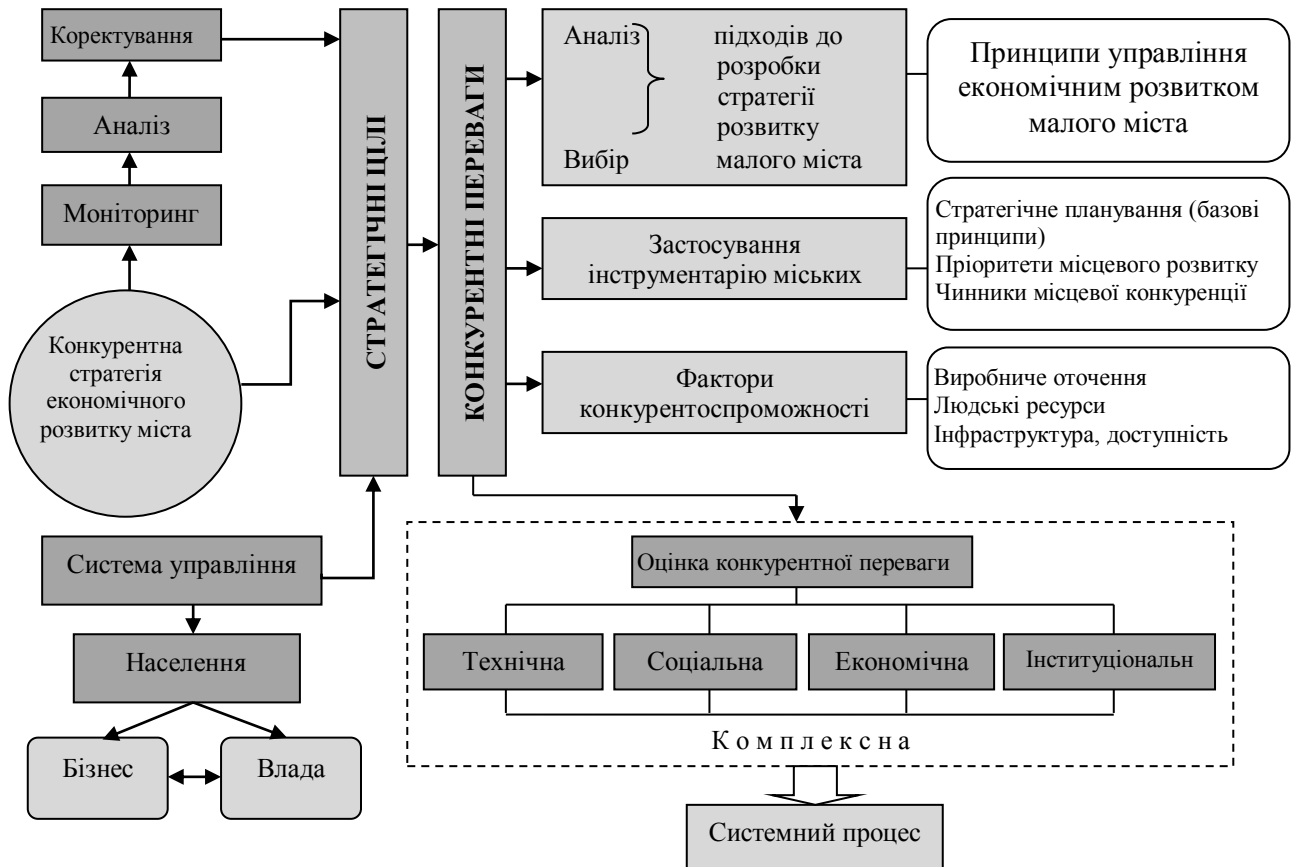 Коректування
Аналіз
Моніторинг
Конкурентна
стратегія
економічного
розвитку міста
Система управління
Населення
Бізнес
Влада
СТРАТЕГІЧНІ ЦІЛІ
КОНКУРЕНТНІ ПЕРЕВАГИ
Аналіз підходів до
розробки
стратегії
розвитку
Вибір малого міста
Принципи управління
економічним розвитком
малого міста
Застосування
інструментарію міських
Стратегічне планування (базові
принципи)
Пріоритети місцевого розвитку
Чинники місцевої конкуренції
Фактори
конкурентоспроможності
Виробниче оточення
Людські ресурси
Інфраструктура, доступність
Оцінка конкурентної переваги
Технічна
Соціальна
Економічна
Інституціональн
Комплексна
Системний процес